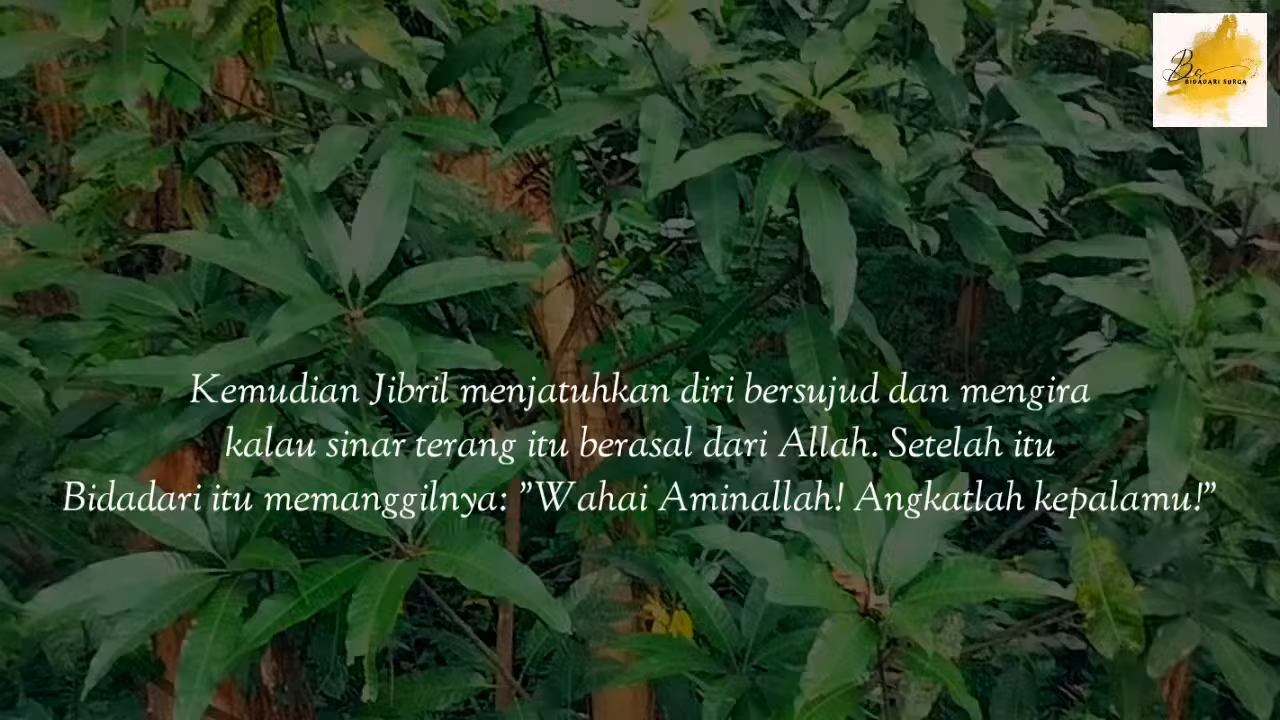 Be
BIDADARI SURGA
Kemudian Jibril menjatuhkan diri bersujud dan mengira
kalau sinar terang itu berasal dari Allah. Setelah itu
Bidadari itu memanggilnya: ”Wahai Aminallah! Angkatlah kepalamu!”